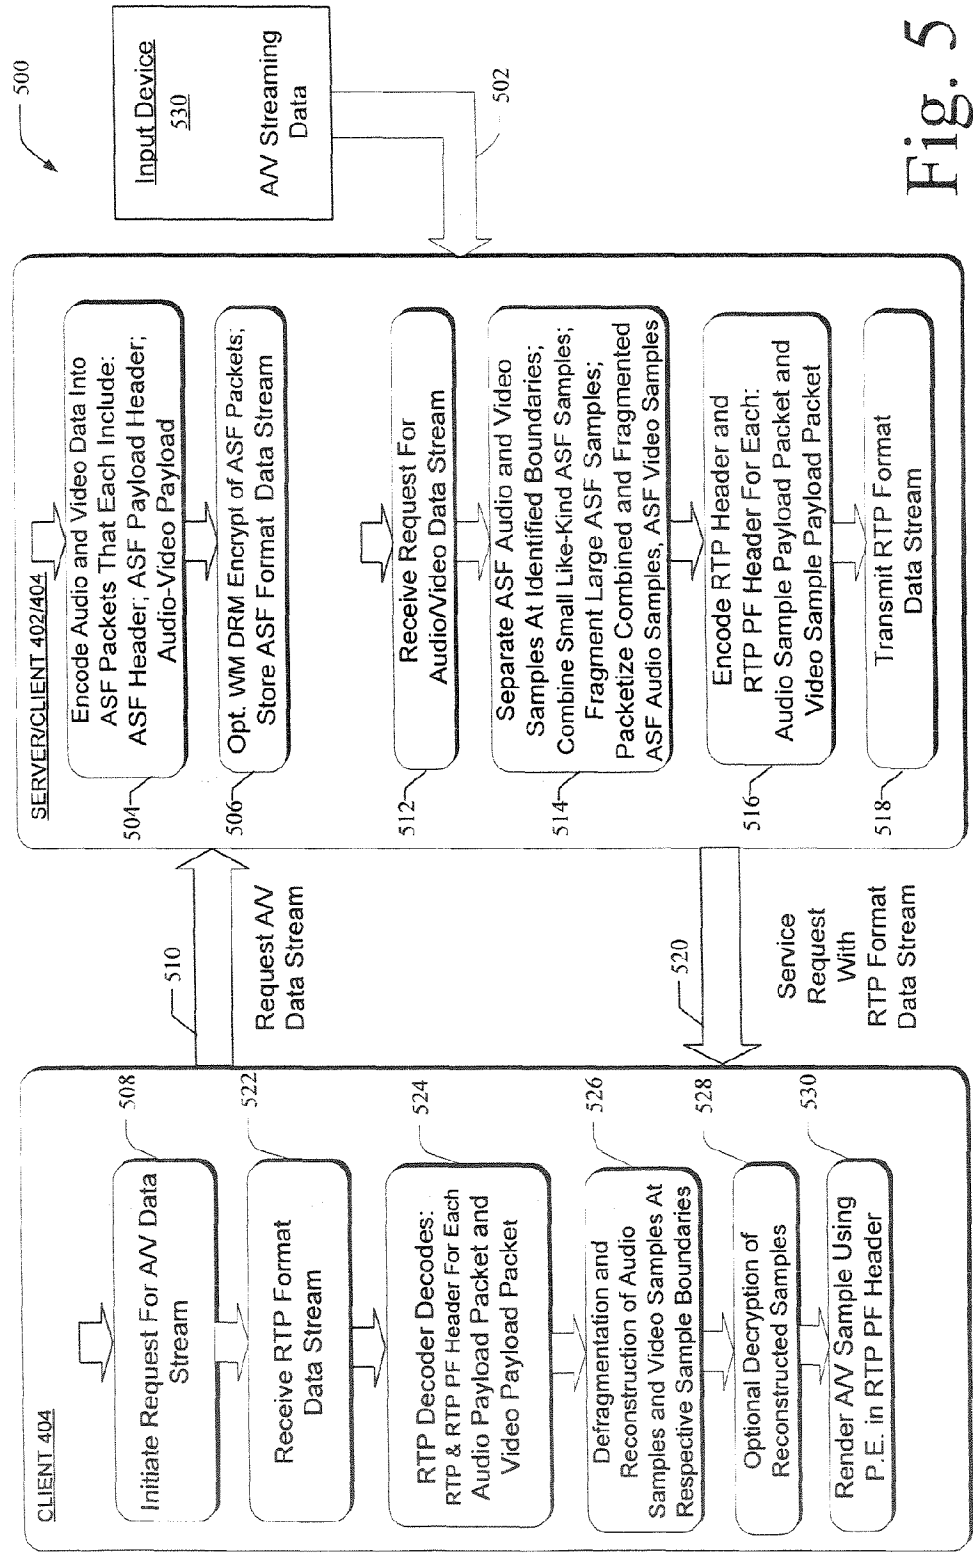 500
Input Device
530
A/V Streaming
Data
502
SERVER/CLIENT 402/404
Encode Audio and Video Data Into
ASF Packets That Each Include:
ASF Header; ASF Payload Header;
Audio-Video Payload
504
Opt. WM DRM Encrypt of ASF Packets;
Store ASF Format Data Stream
506
Receive Request For
Audio/Video Data Stream
512
Separate ASF Audio and Video
Samples At Identified Boundaries;
Combine Small Like-Kind ASF Samples;
Fragment Large ASF Samples;
Packetize Combined and Fragmented
ASF Audio Samples, ASF Video Samples
514
Encode RTP Header and
RTP PF Header For Each:
Audio Sample Payload Packet and
Video Sample Payload Packet
516
Transmit RTP Format
Data Stream
518
510
Request A/V
Data Stream
520
Service
Request
With
RTP Format
Data Stream
CLIENT 404
508
Initiate Request For A/V Data
Stream
522
Receive RTP Format
Data Stream
524
RTP Decoder Decodes:
RTP & RTP PF Header For Each
Audio Payload Packet and
Video Payload Packet
526
Defragmentation and
Reconstruction of Audio
Samples and Video Samples At
Respective Sample Boundaries
528
Optional Decryption of
Reconstructed Samples
530
Render A/V Sample Using
P.E. in RTP PF Header
Fig. 5